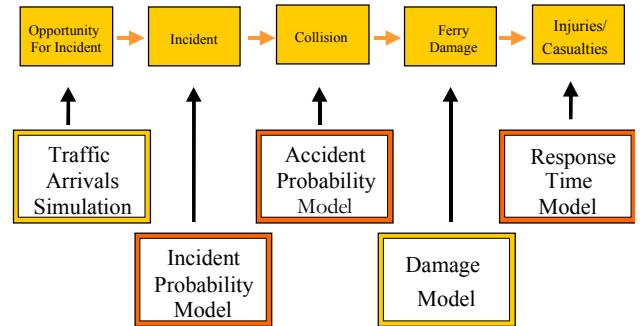 Opportunity
For Incident
Incident
Collision
Ferry
Damage
Injuries/
Casualties
Traffic
Arrivals
Simulation
Accident
Probability
Model
Response
Time
Model
Incident
Probability
Model
Damage
Model